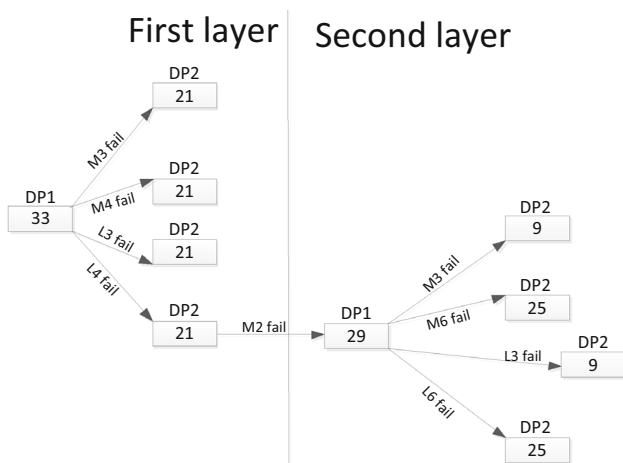 First layer
Second layer
DP2
21
M3 fail
DP2
21
DP1
33
M4 fail
L3 fail
DP2
21
L4 fail
DP2
21
M2 fail
DP1
29
DP2
9
M3 fail
DP2
25
M6 fail
L3 fail
DP2
9
L6 fail
DP2
25